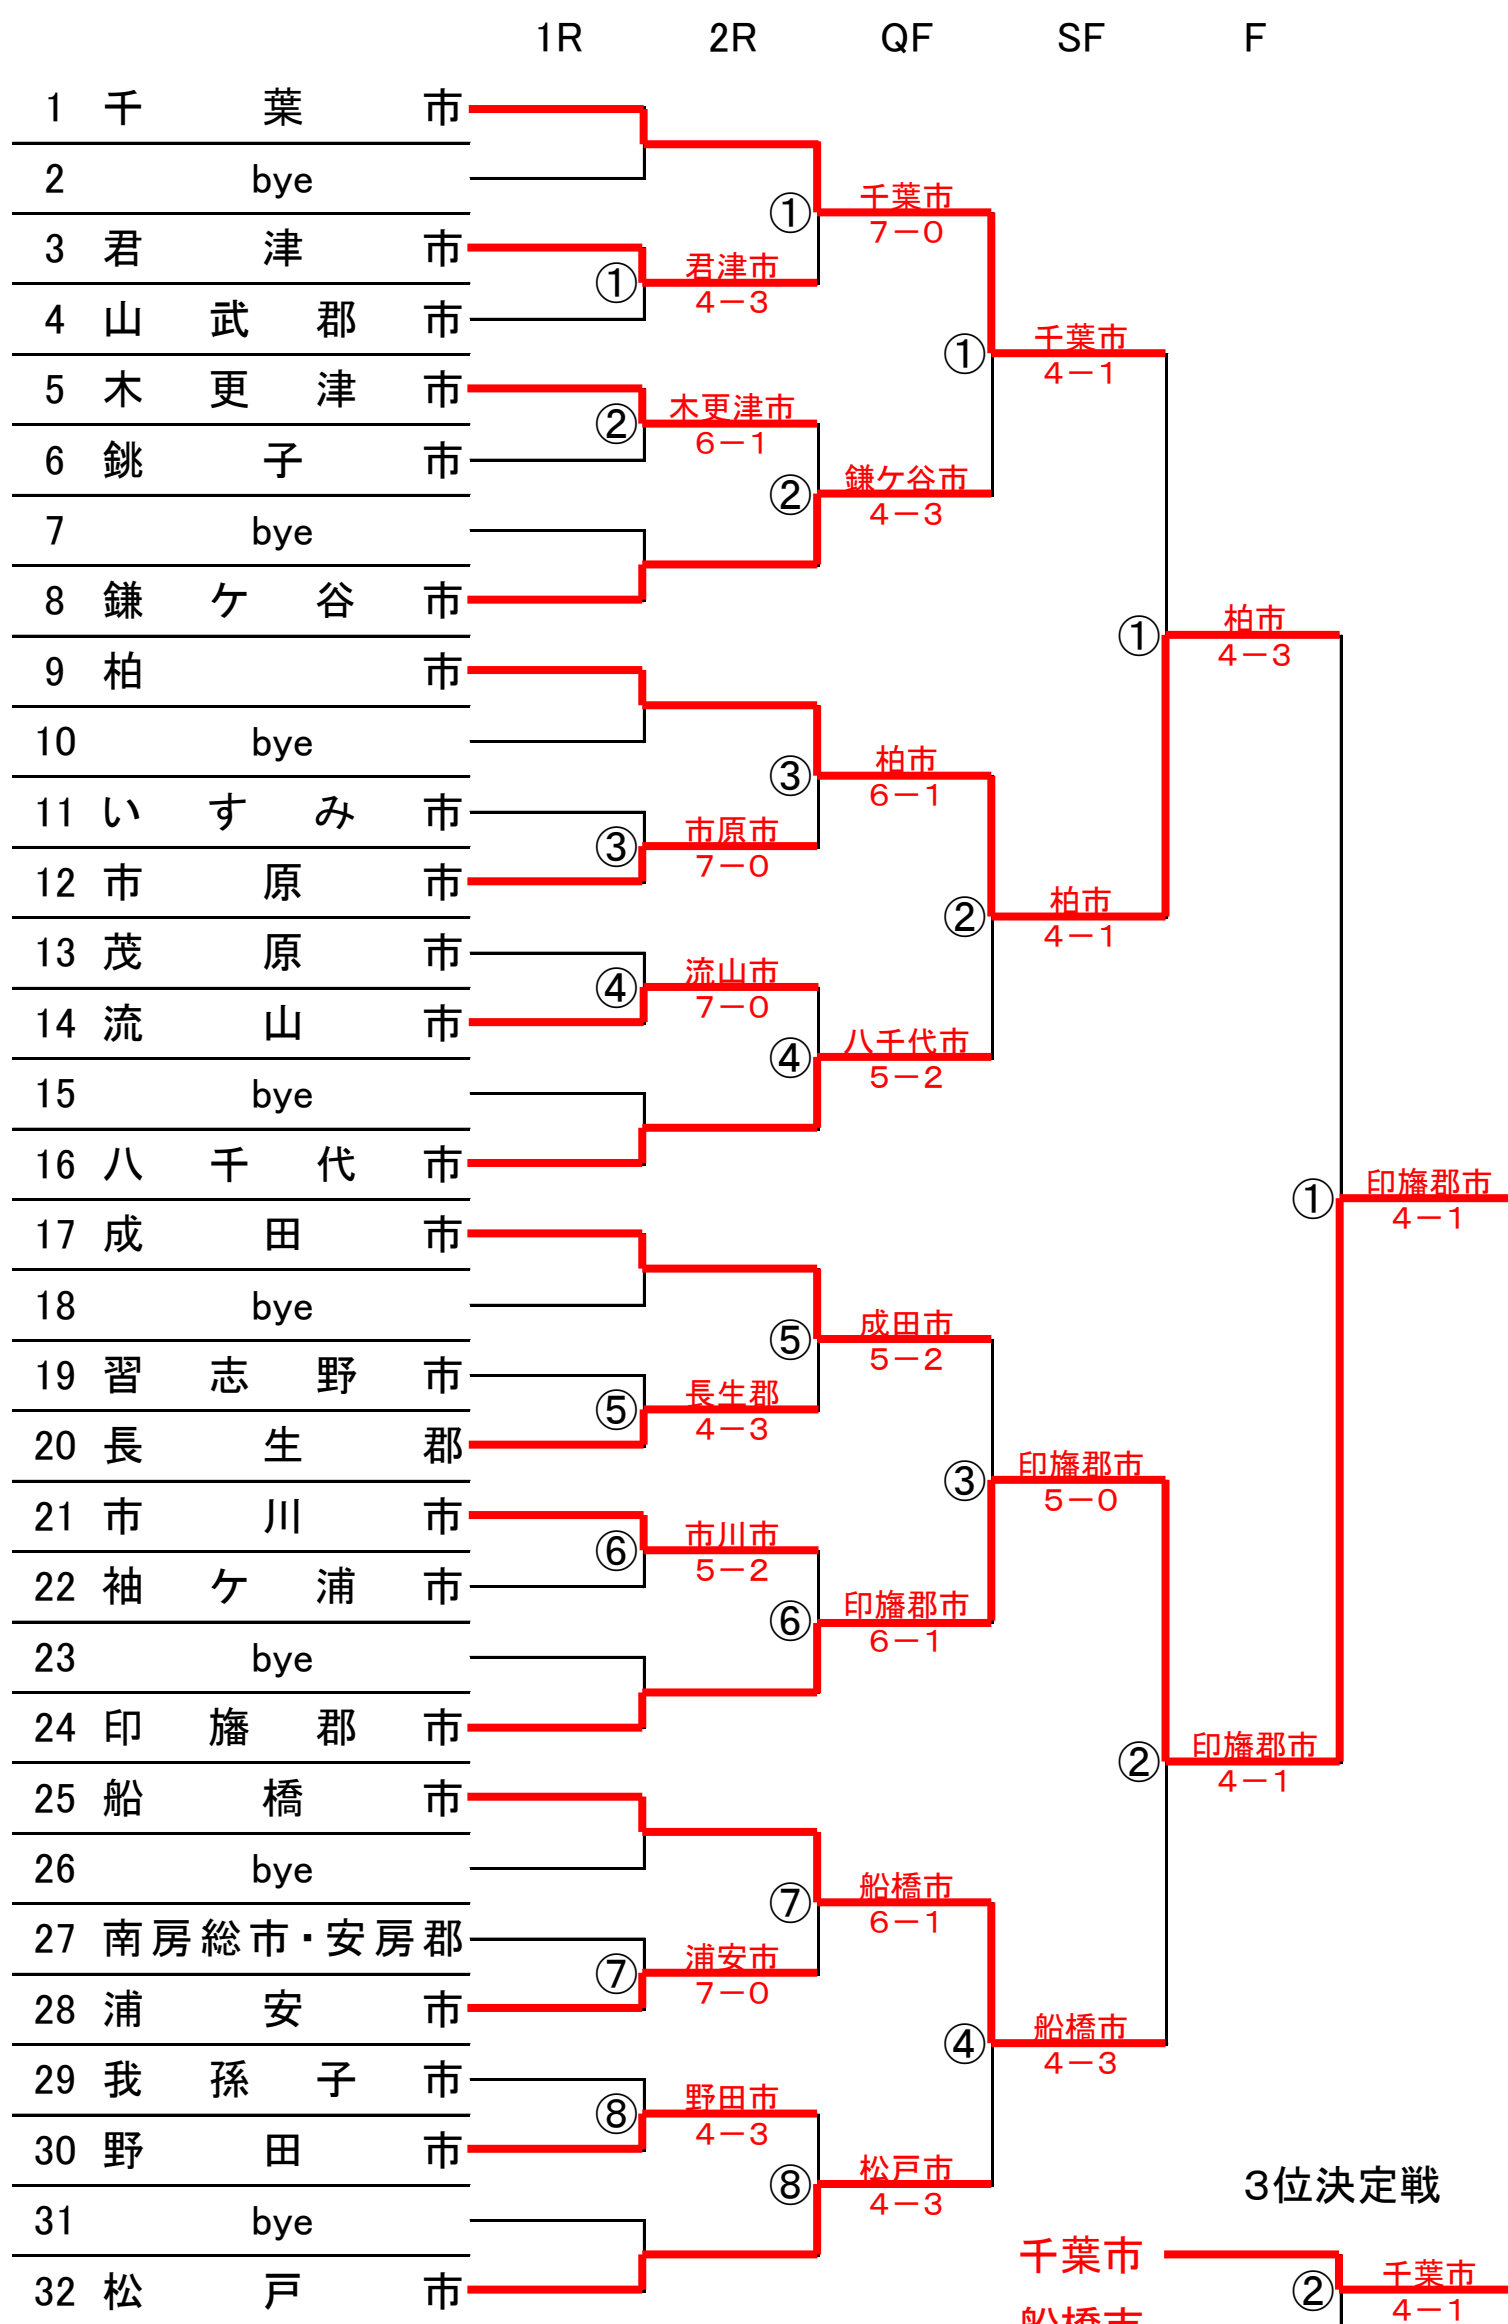 1R 2R QF SF F
1 千葉市
2 bye
① 千葉市
7－0
3 君津市
① 君津市
4－3
4 山武郡市
① 千葉市
4－1
5 木更津市
② 木更津市
6－1
6 銚子市
② 鎌ケ谷市
4－3
7 bye
8 鎌ケ谷市
① 柏市
4－3
9 柏市
10 bye
③ 柏市
6－1
11 いすみ市
③ 市原市
7－0
12 市原市
② 柏市
4－1
13 茂原市
④ 流山市
7－0
14 流山市
④ 八千代市
5－2
15 bye
16 八千代市
① 印旛郡市
4－1
17 成田市
18 bye
⑤ 成田市
5－2
19 習志野市
⑤ 長生郡
4－3
20 長生郡
③ 印旛郡市
5－0
21 市川市
⑥ 市川市
5－2
22 袖ケ浦市
⑥ 印旛郡市
6－1
23 bye
24 印旛郡市
② 印旛郡市
4－1
25 船橋市
26 bye
⑦ 船橋市
6－1
27 南房総市・安房郡
⑦ 浦安市
7－0
28 浦安市
④ 船橋市
4－3
29 我孫子市
⑧ 野田市
4－3
30 野田市
⑧ 松戸市
4－3
31 bye
32 松戸市
３位決定戦
千葉市
② 千葉市
4－1
船橋市